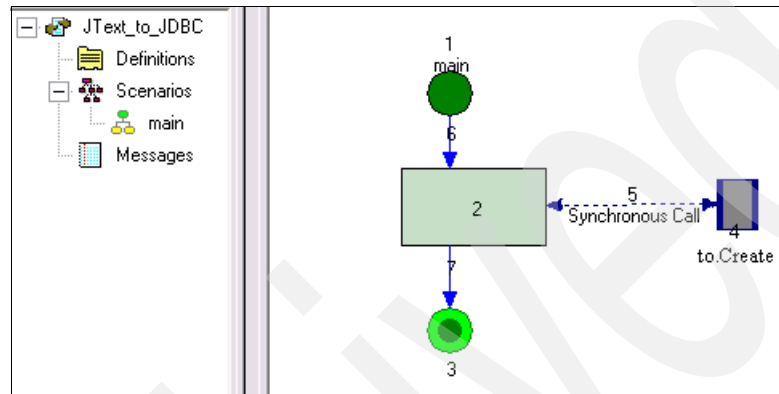 JText_to_JDBC
Definitions
Scenarios
main
Messages
1
main
6
2
5
Synchronous Call
4
to.Create
7
3